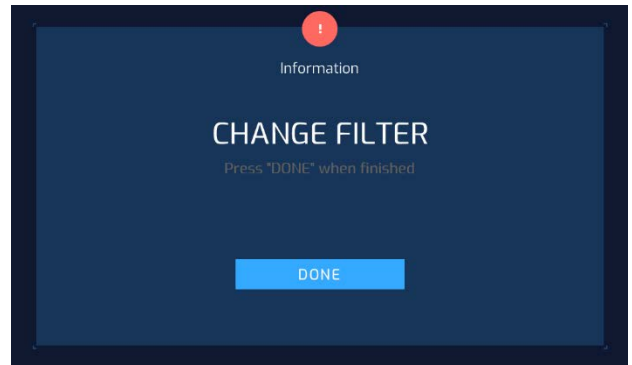 !
Information
CHANGE FILTER
Press "DONE" when finished
DONE